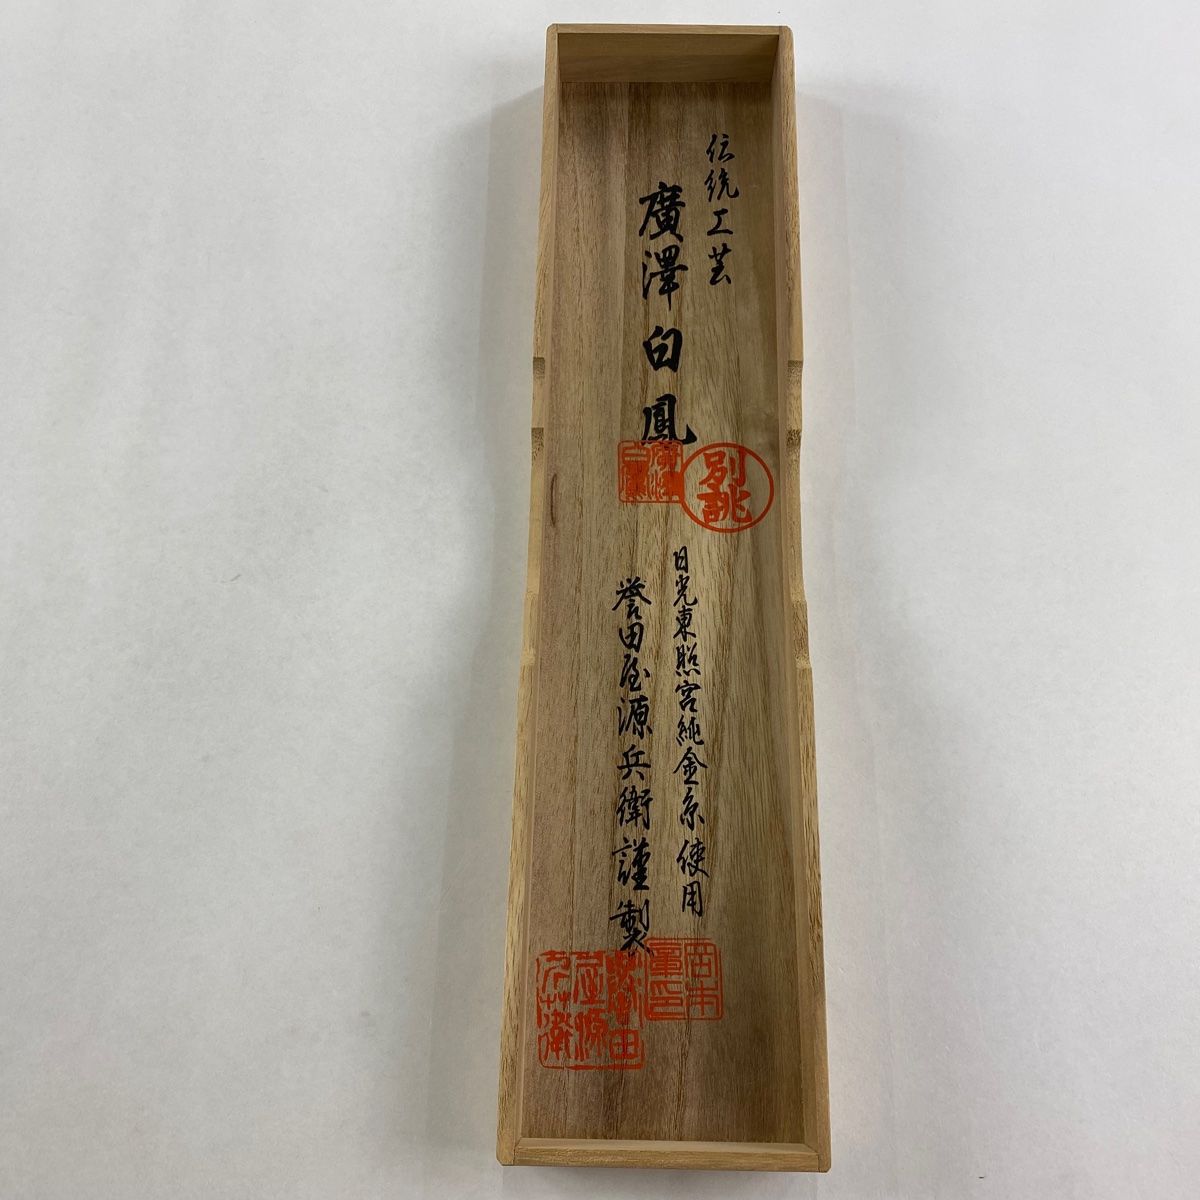 伝統工芸
廣澤白鳳
別誂
日光東照宮純金糸使用
誉田屋源兵衛謹製